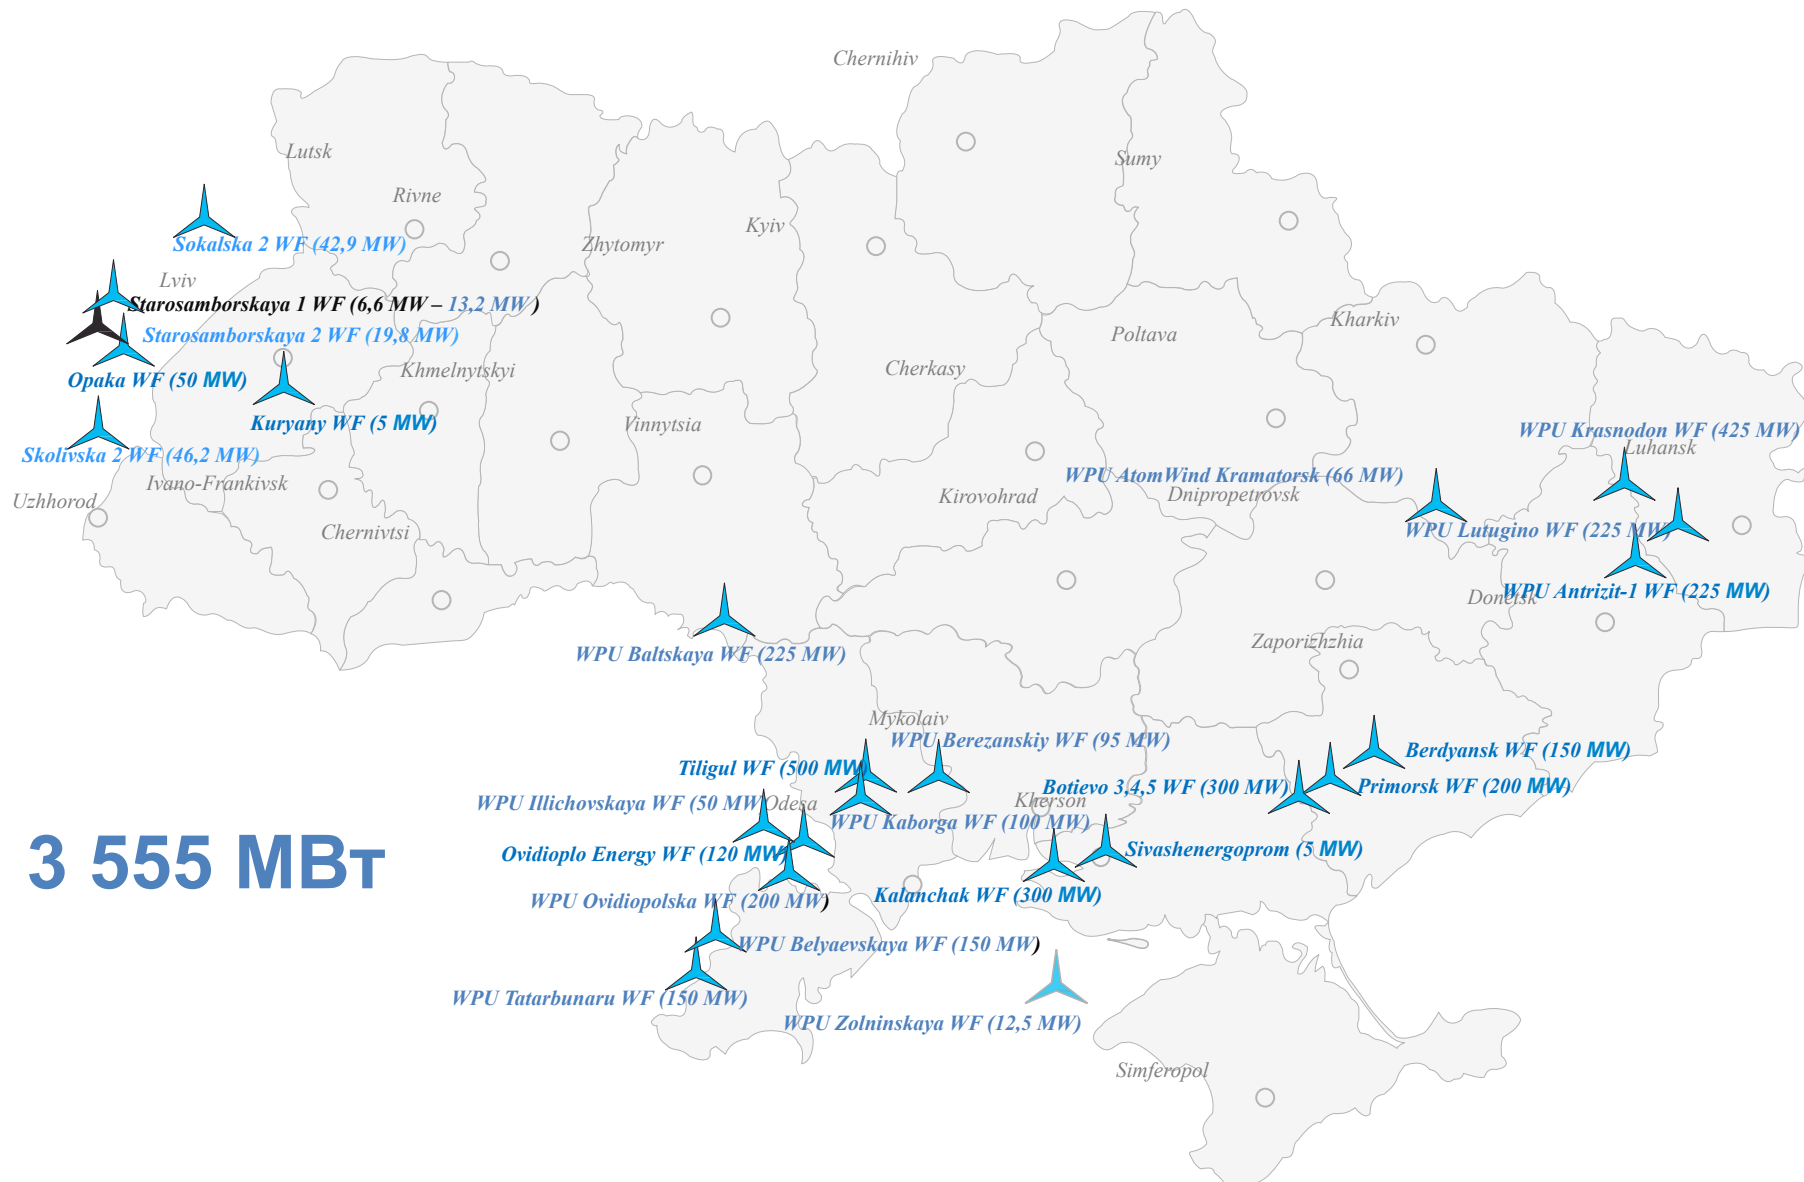 Chernihiv
Lutsk
Sumy
Rivne
Kyiv
Sokalska 2 WF (42,9 MW)
Zhytomyr
Lviv
Starosamborskaya 1 WF (6,6 MW – 13,2 MW )
Kharkiv
Starosamborskaya 2 WF (19,8 MW)
Poltava
Cherkasy
Khmelnytskyi
Opaka WF (50 MW)
Kuryany WF (5 MW)
Vinnytsia
WPU Krasnodon WF (425 MW)
Luhansk
Skolivska 2 WF (46,2 MW)
WPU AtomWind Kramatorsk (66 MW)
Ivano-Frankivsk
Kirovohrad
Dnipropetrovsk
Uzhhorod
Chernivtsi
WPU Lutugino WF (225 MW)
WPU Antrizit-1 WF (225 MW)
Donetsk
Zaporizhzhia
WPU Baltskaya WF (225 MW)
Mykolaiv
WPU Berezanskiy WF (95 MW)
Berdyansk WF (150 MW)
Tiligul WF (500 MW)
Botievo 3,4,5 WF (300 MW)
Primorsk WF (200 MW)
WPU Illichovskaya WF (50 MW)
Odesa
Kherson
WPU Kaborga WF (100 MW)
Sivashenergoprom (5 MW)
Ovidioplo Energy WF (120 MW)
3 555 МВт
Kalanchak WF (300 MW)
WPU Ovidiopolska WF (200 MW)
WPU Belyaevskaya WF (150 MW)
WPU Tatarbunaru WF (150 MW)
WPU Zolninskaya WF (12,5 MW)
Simferopol